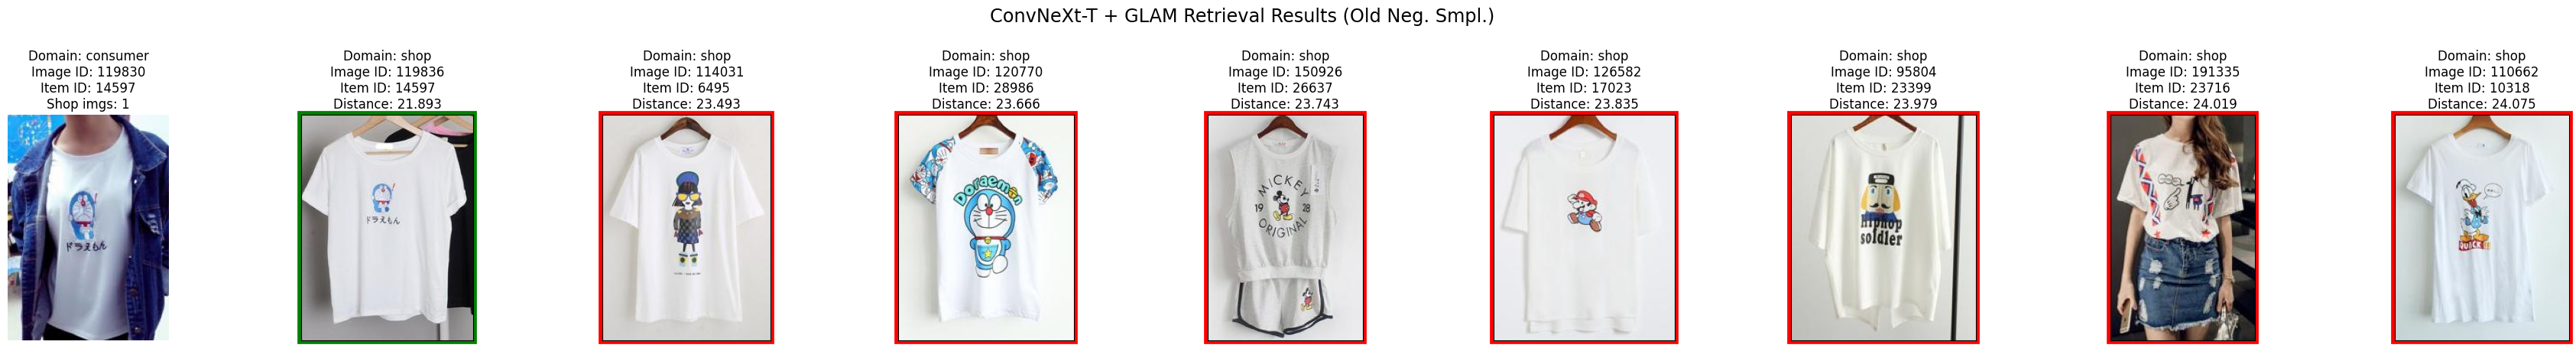 ConvNeXt-T + GLAM Retrieval Results (Old Neg. Smpl.)
Domain: consumer
Image ID: 119830
Item ID: 14597
Shop imgs: 1
ドラえもん
Domain: shop
Image ID: 119836
Item ID: 14597
Distance: 21.893
ドラえもん
Domain: shop
Image ID: 114031
Item ID: 6495
Distance: 23.493
Domain: shop
Image ID: 120770
Item ID: 28986
Distance: 23.666
Doraemon
Domain: shop
Image ID: 150926
Item ID: 26637
Distance: 23.743
MICKEY
19 28
ORIGINAL
Domain: shop
Image ID: 126582
Item ID: 17023
Distance: 23.835
Domain: shop
Image ID: 95804
Item ID: 23399
Distance: 23.979
Hiphop
soldier
Domain: shop
Image ID: 191335
Item ID: 23716
Distance: 24.019
Domain: shop
Image ID: 110662
Item ID: 10318
Distance: 24.075